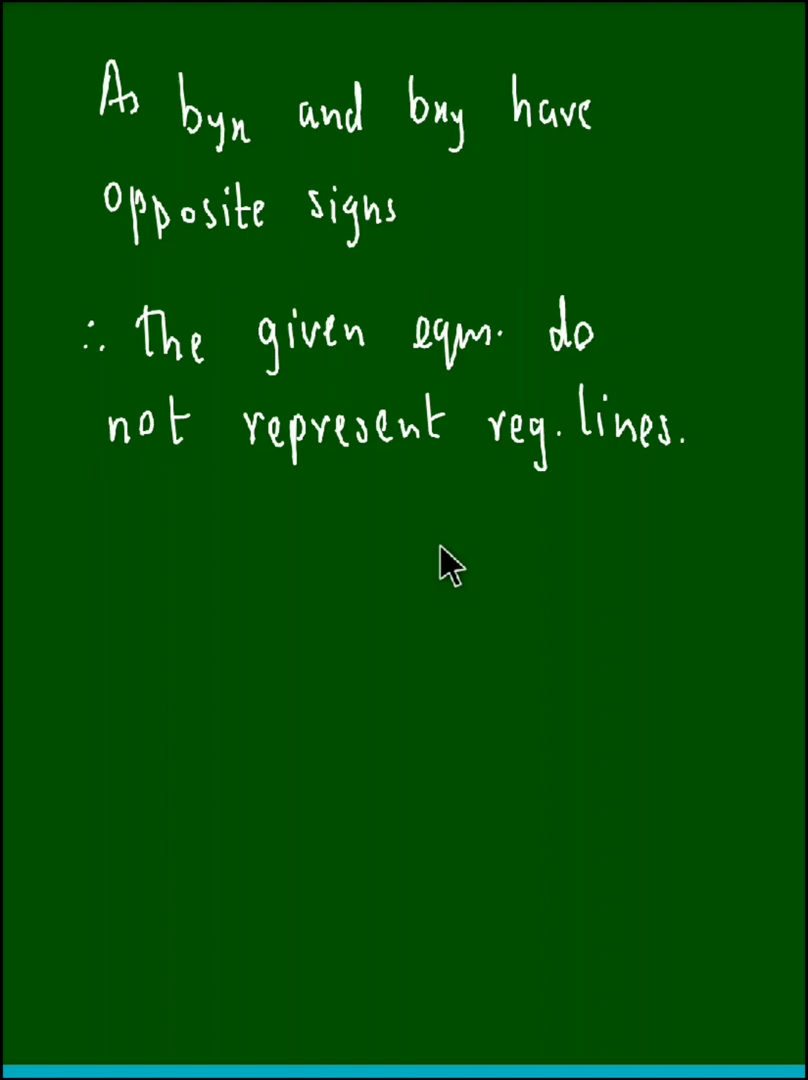 As byx and bxy have
opposite signs
∴ The given eqn. do
not represent reg. lines.